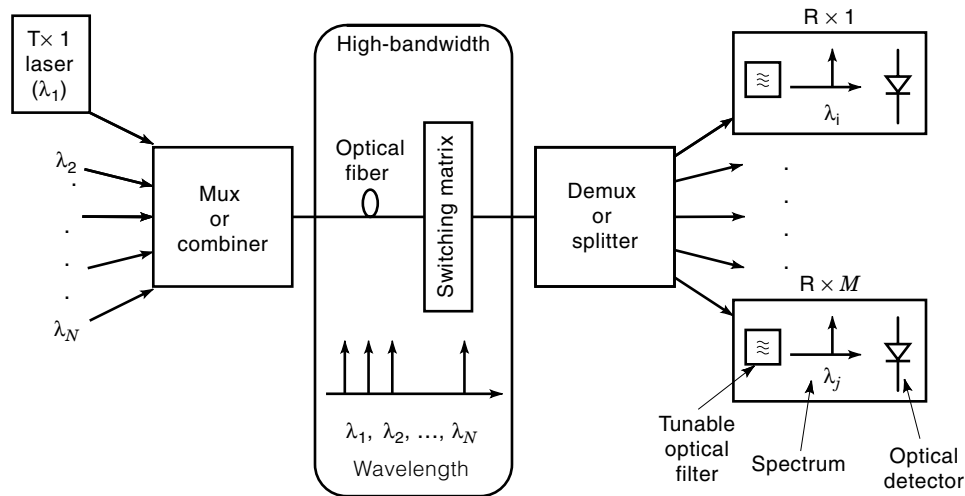 T× 1
laser
(λ1)
λ2
λN
Mux
or
combiner
High-bandwidth
Optical
fiber
Switching matrix
λ1, λ2, ..., λN
Wavelength
Demux
or
splitter
R × 1
λi
R × M
λj
Tunable
optical
filter
Spectrum
Optical
detector